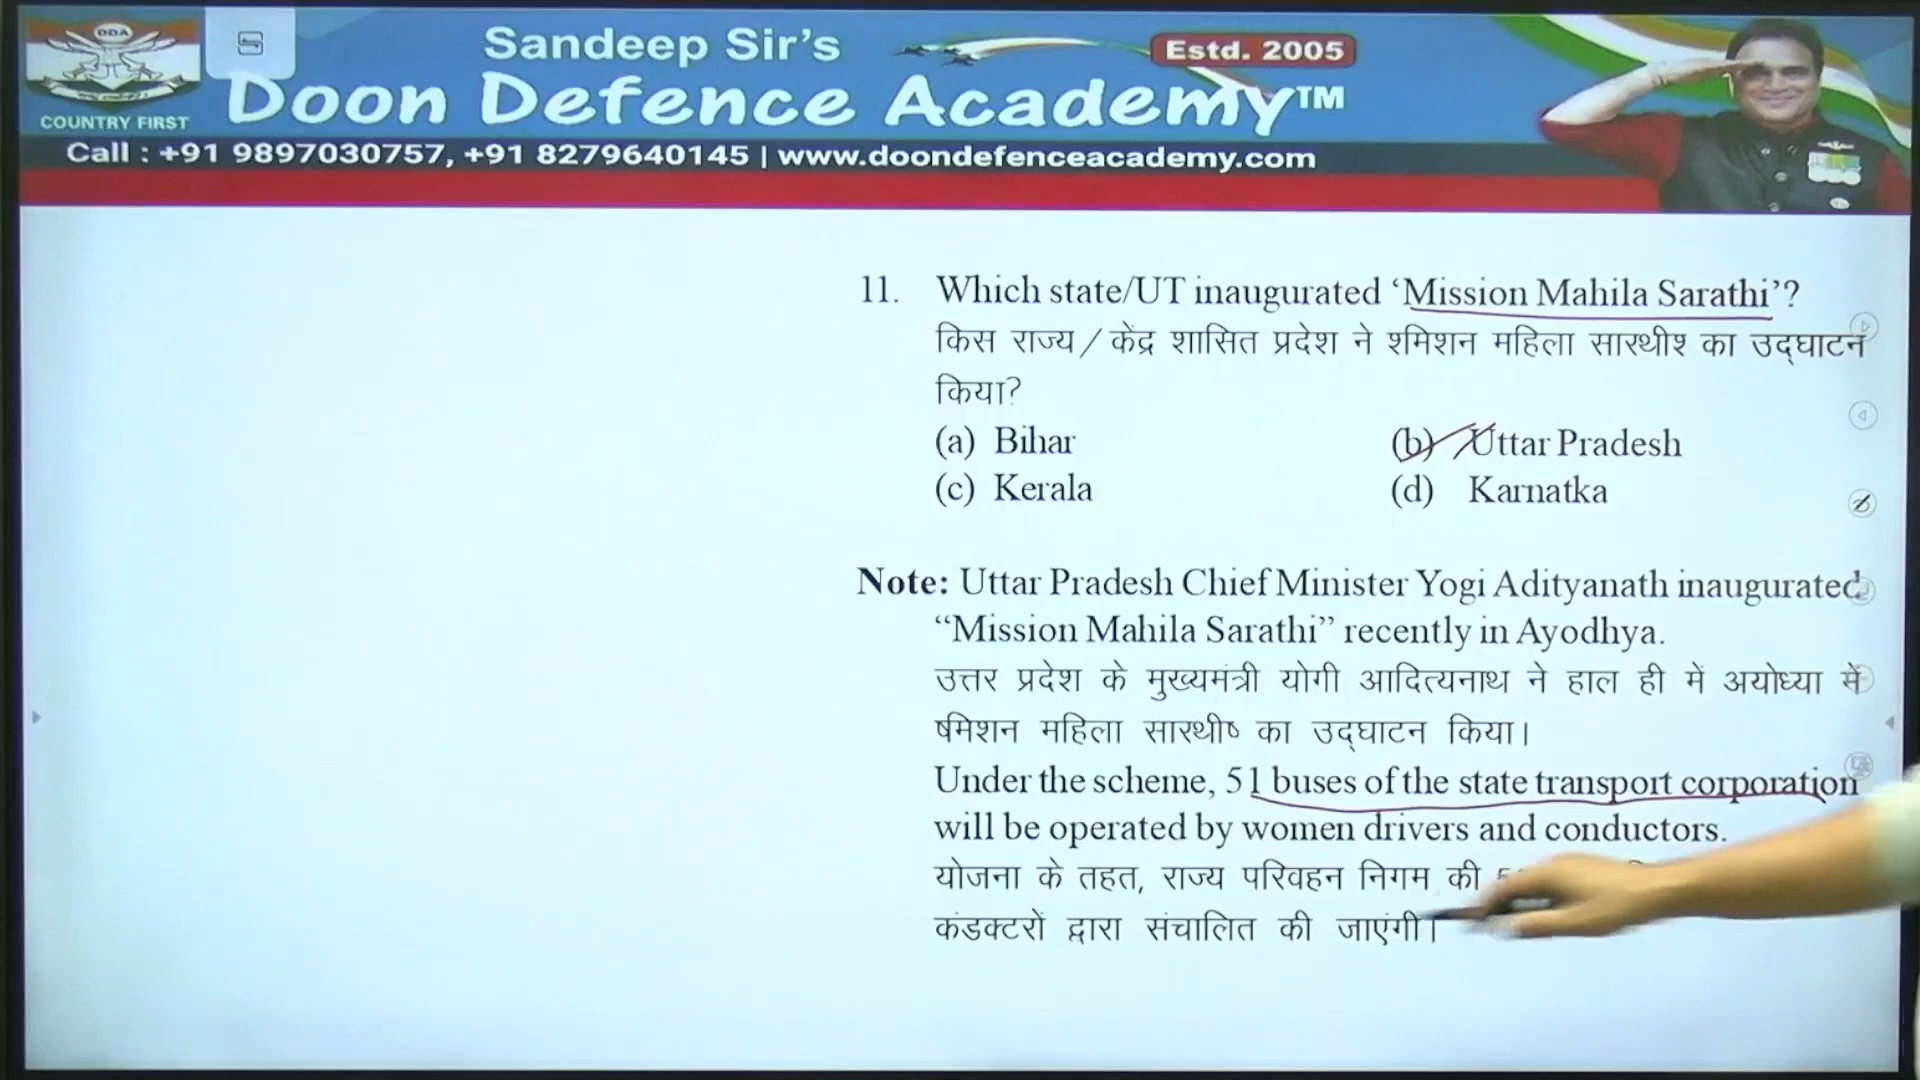 DDA
COUNTRY FIRST
Sandeep Sir's
Estd. 2005
Doon Defence Academy™
Call : +91 9897030757, +91 8279640145 | www.doondefenceacademy.com
11. Which state/UT inaugurated ‘Mission Mahila Sarathi’?
किस राज्य / केंद्र शासित प्रदेश ने श्मिशन महिला सारथीश् का उद्घाटन
किया?
(a) Bihar (b) Uttar Pradesh
(c) Kerala (d) Karnatka
Note: Uttar Pradesh Chief Minister Yogi Adityanath inaugurated
“Mission Mahila Sarathi” recently in Ayodhya.
उत्तर प्रदेश के मुख्यमंत्री योगी आदित्यनाथ ने हाल ही में अयोध्या में
र्षमिशन महिला सारथीष् का उद्घाटन किया।
Under the scheme, 51 buses of the state transport corporation
will be operated by women drivers and conductors.
योजना के तहत, राज्य परिवहन निगम की
कंडक्टरों द्वारा संचालित की जाएंगी।